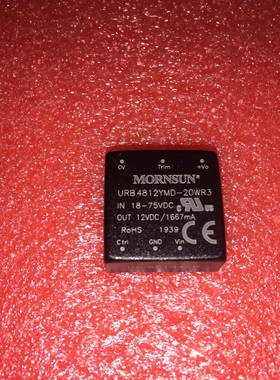 0V Trim +Vo
MORNSUN®
URB4812YMD-20WR3
IN 18-75VDC
OUT 12VDC/1667mA
RoHS 1939 CE
Ctrl GND Vin